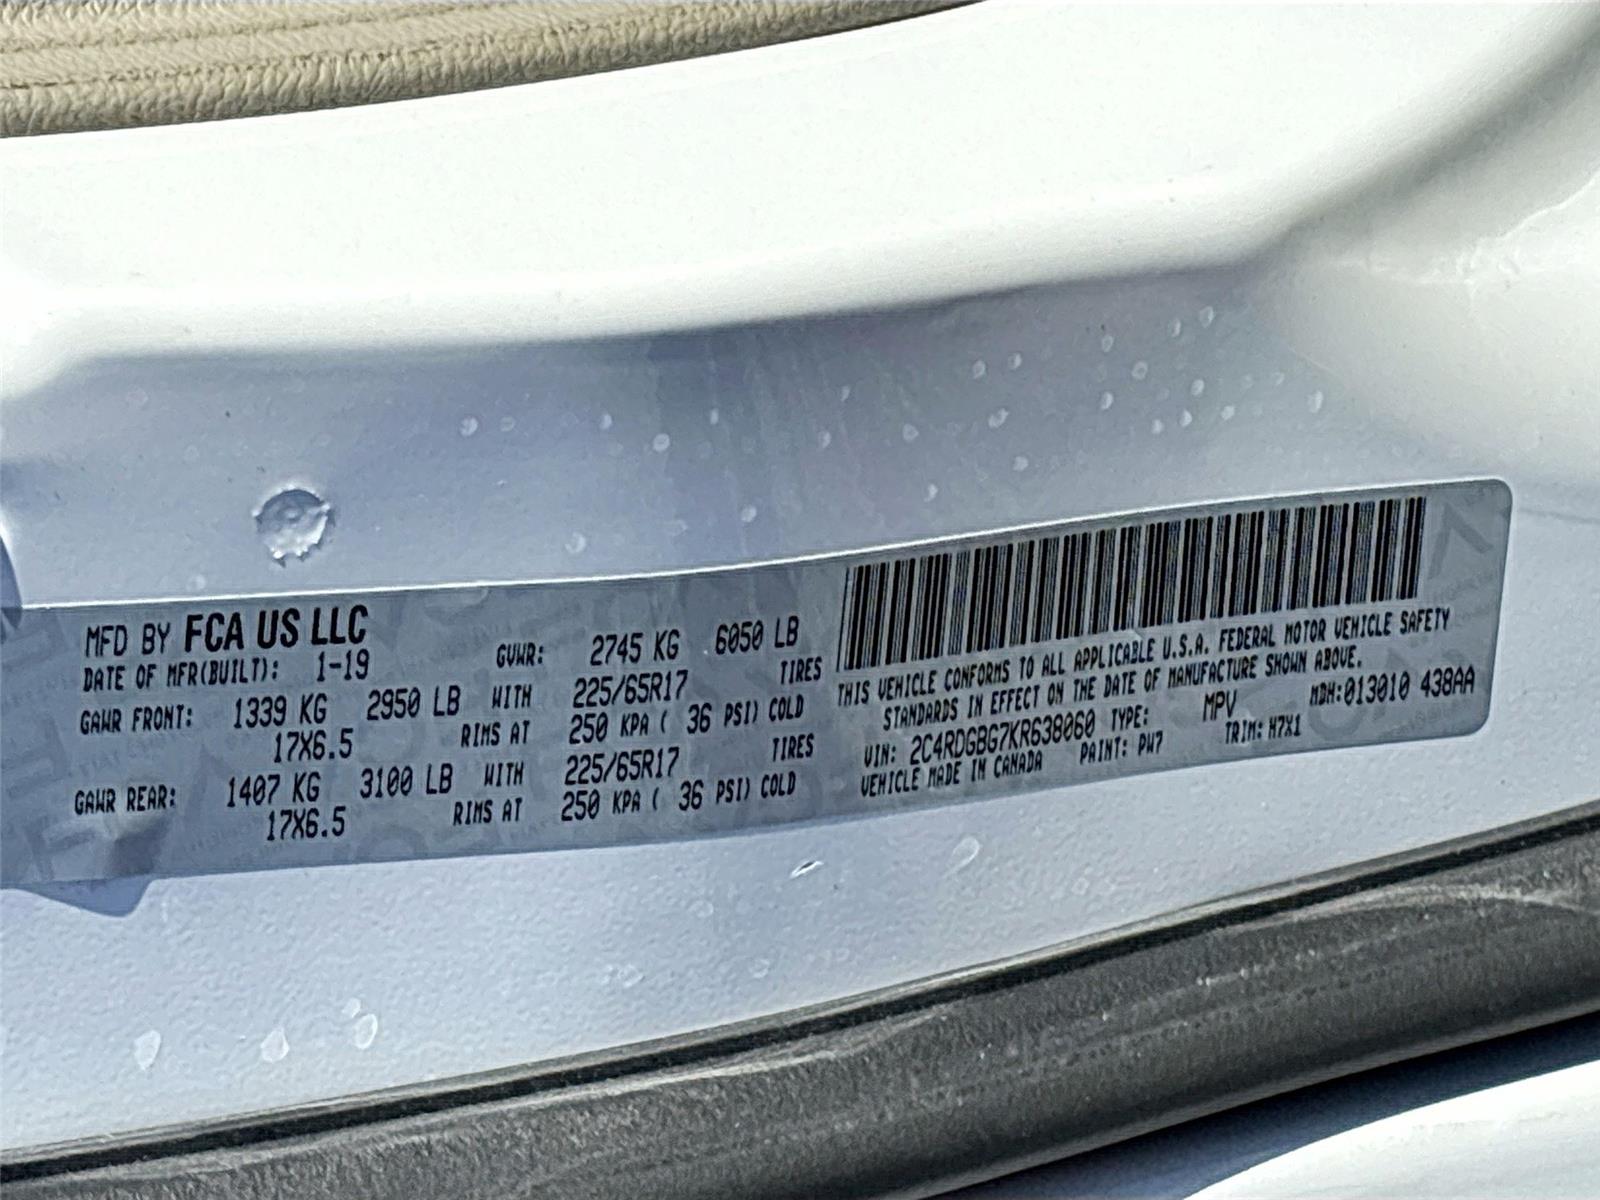 MFD BY FCA US LLC
DATE OF MFR(BUILT): 1-19
GVWR: 2745 KG 6050 LB
GAWR FRONT: 1339 KG 2950 LB WITH 225/65R17 TIRES
17X6.5 RIMS AT 250 KPA ( 36 PSI) COLD
GAWR REAR: 1407 KG 3100 LB WITH 225/65R17 TIRES
17X6.5 RIMS AT 250 KPA ( 36 PSI) COLD
THIS VEHICLE CONFORMS TO ALL APPLICABLE U.S.A. FEDERAL MOTOR VEHICLE SAFETY
STANDARDS IN EFFECT ON THE DATE OF MANUFACTURE SHOWN ABOVE.
MDH:013010 438AA
VIN: 2C4RDGBG7KR638060 TYPE: MPV
VEHICLE MADE IN CANADA PAINT: PW7 TRIM: H7X1